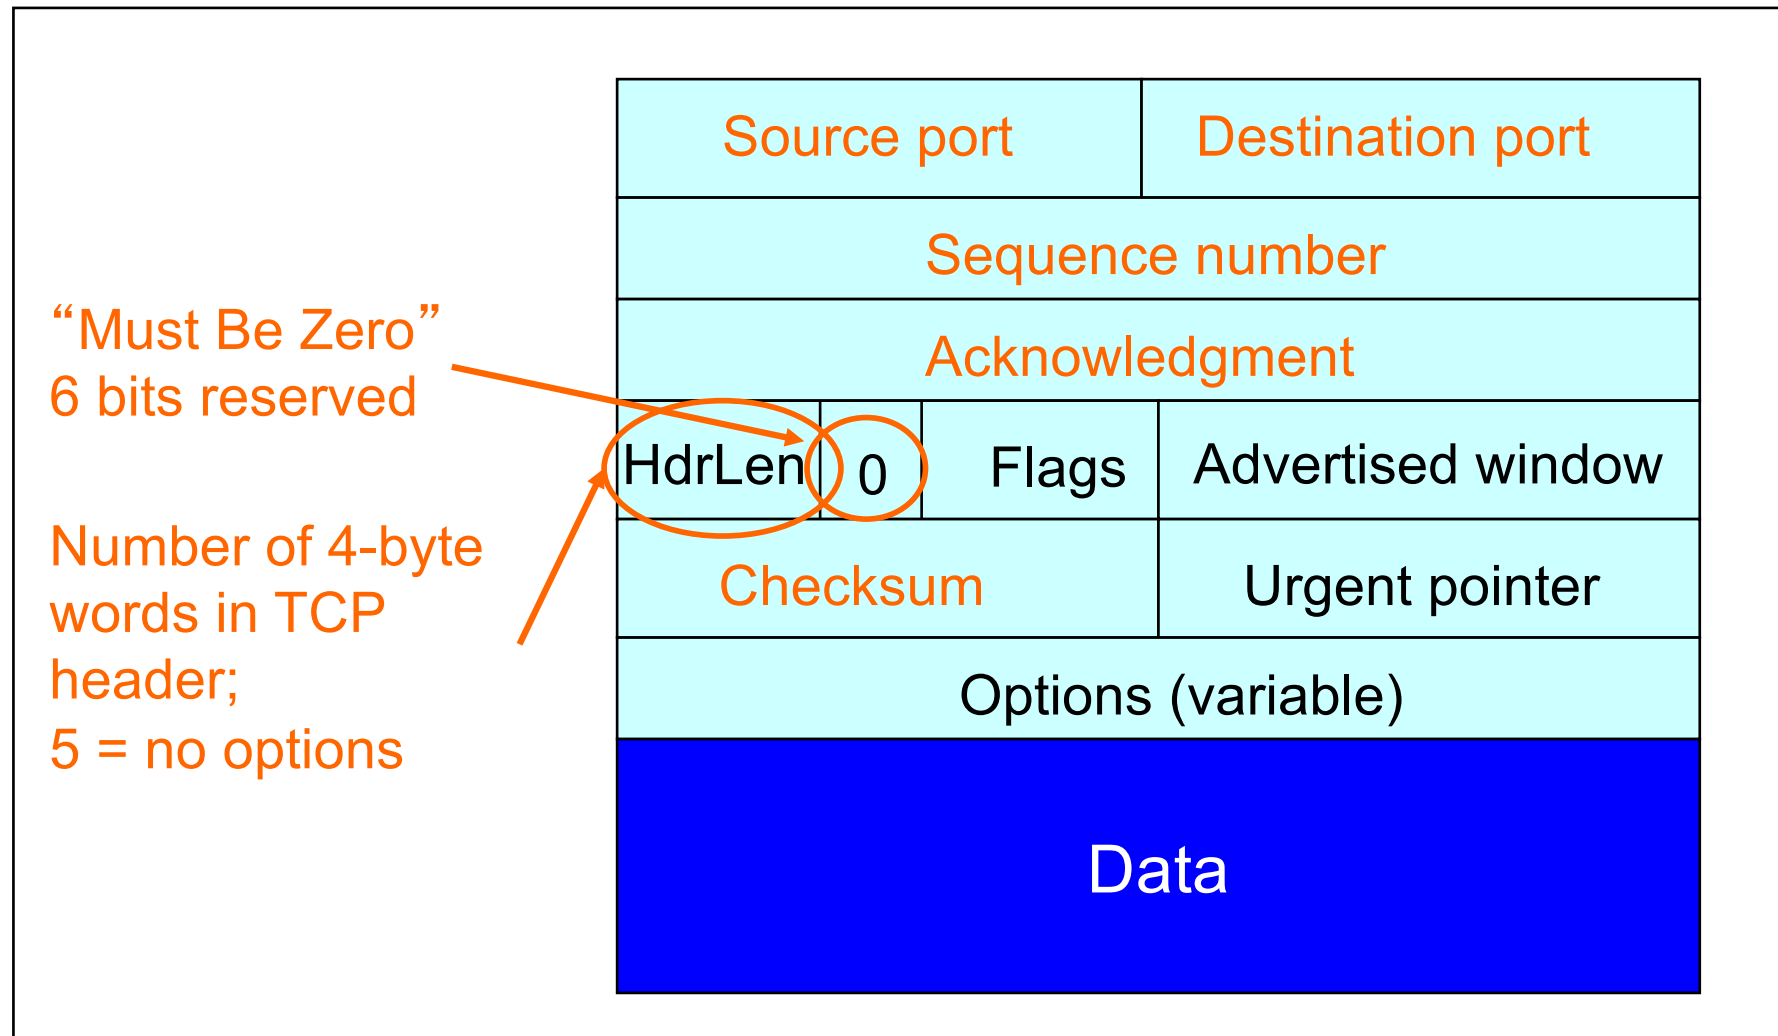 Source port
Destination port
Sequence number
“Must Be Zero”
6 bits reserved
Acknowledgment
HdrLen
0
Flags
Advertised window
Number of 4-byte
words in TCP
header;
5 = no options
Checksum
Urgent pointer
Options (variable)
Data